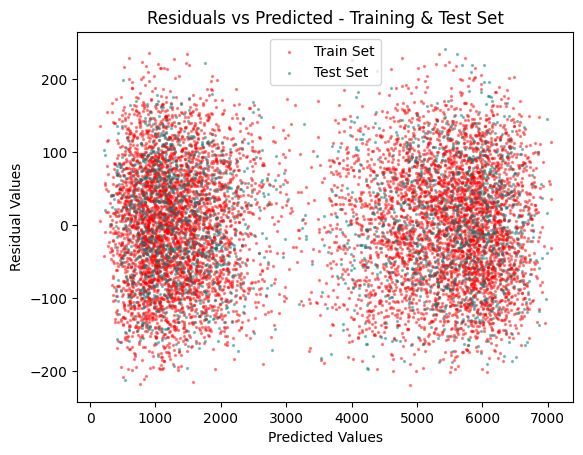 Residuals vs Predicted - Training & Test Set
Train Set
Test Set
Residual Values
200
100
0
−100
−200
0 1000 2000 3000 4000 5000 6000 7000
Predicted Values